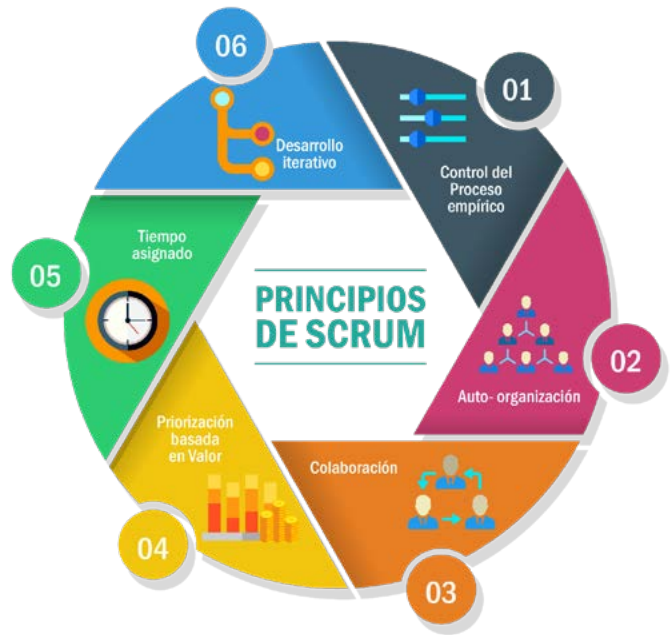 PRINCIPIOS
DE SCRUM
01
Control del
Proceso
empírico
02
Auto- organización
03
Colaboración
04
Priorización
basada
en Valor
05
Tiempo
asignado
06
Desarrollo
iterativo